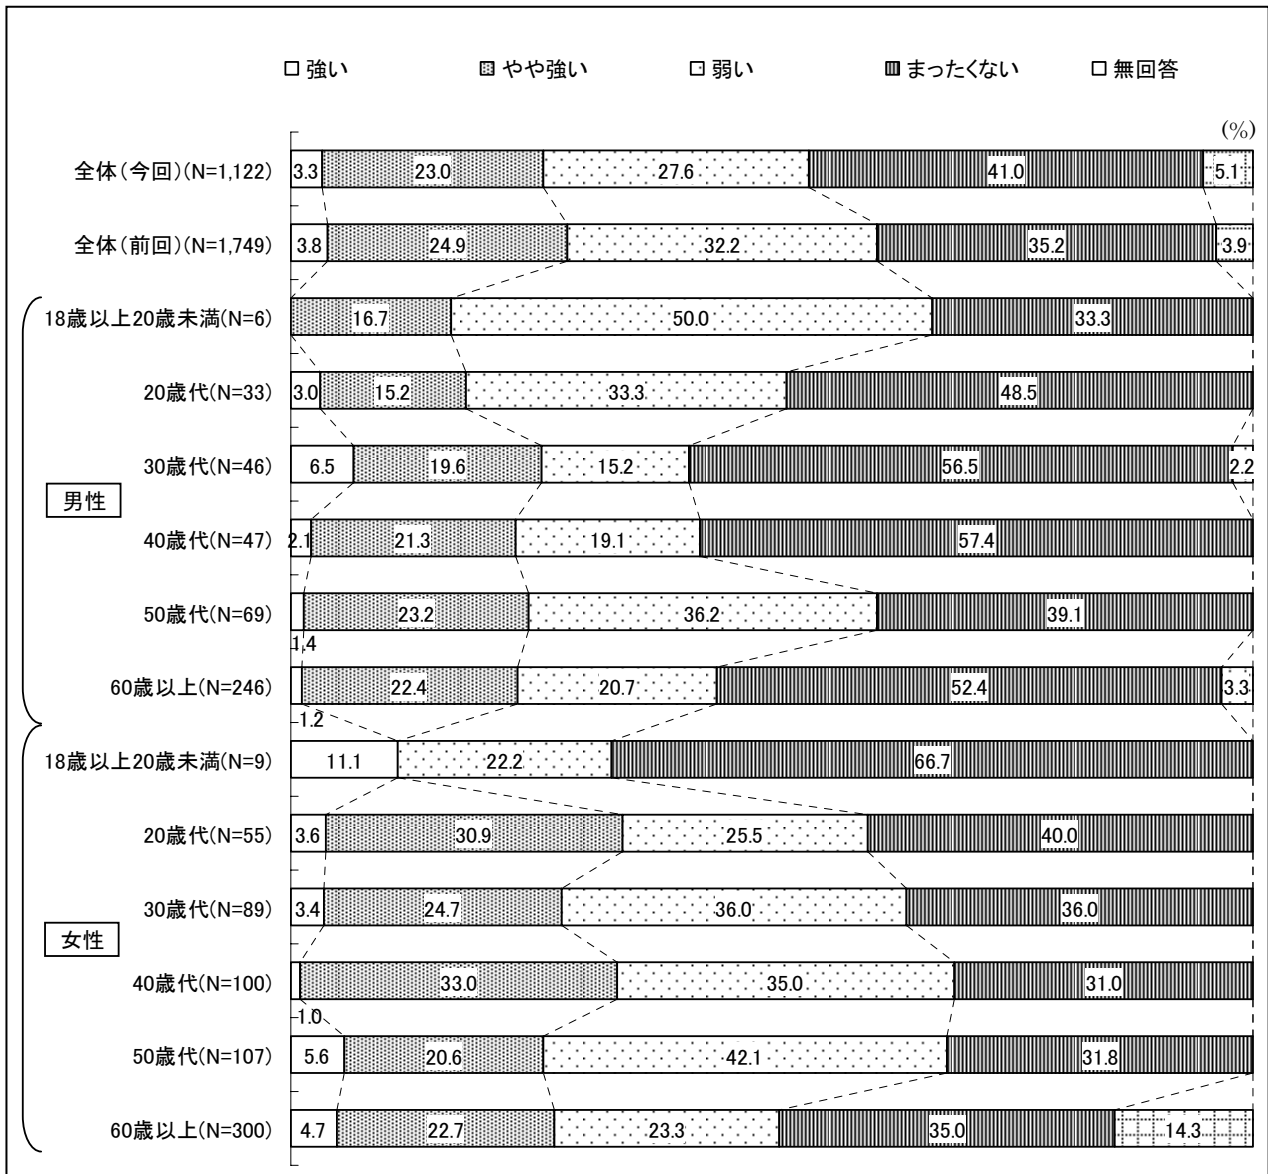 強い やや強い 弱い まったくない 無回答
(%)
全体(今回)(N=1,122) 3.3 23.0 27.6 41.0 5.1
全体(前回)(N=1,749) 3.8 24.9 32.2 35.2 3.9
18歳以上20歳未満(N=6) 16.7 50.0 33.3
20歳代(N=33) 3.0 15.2 33.3 48.5
30歳代(N=46) 6.5 19.6 15.2 56.5 2.2
男性
40歳代(N=47) 2.1 21.3 19.1 57.4
50歳代(N=69) 23.2 36.2 39.1
1.4
60歳以上(N=246) 22.4 20.7 52.4 3.3
1.2
18歳以上20歳未満(N=9) 11.1 22.2 66.7
20歳代(N=55) 3.6 30.9 25.5 40.0
30歳代(N=89) 3.4 24.7 36.0 36.0
女性
40歳代(N=100) 33.0 35.0 31.0
1.0
50歳代(N=107) 5.6 20.6 42.1 31.8
60歳以上(N=300) 4.7 22.7 23.3 35.0 14.3